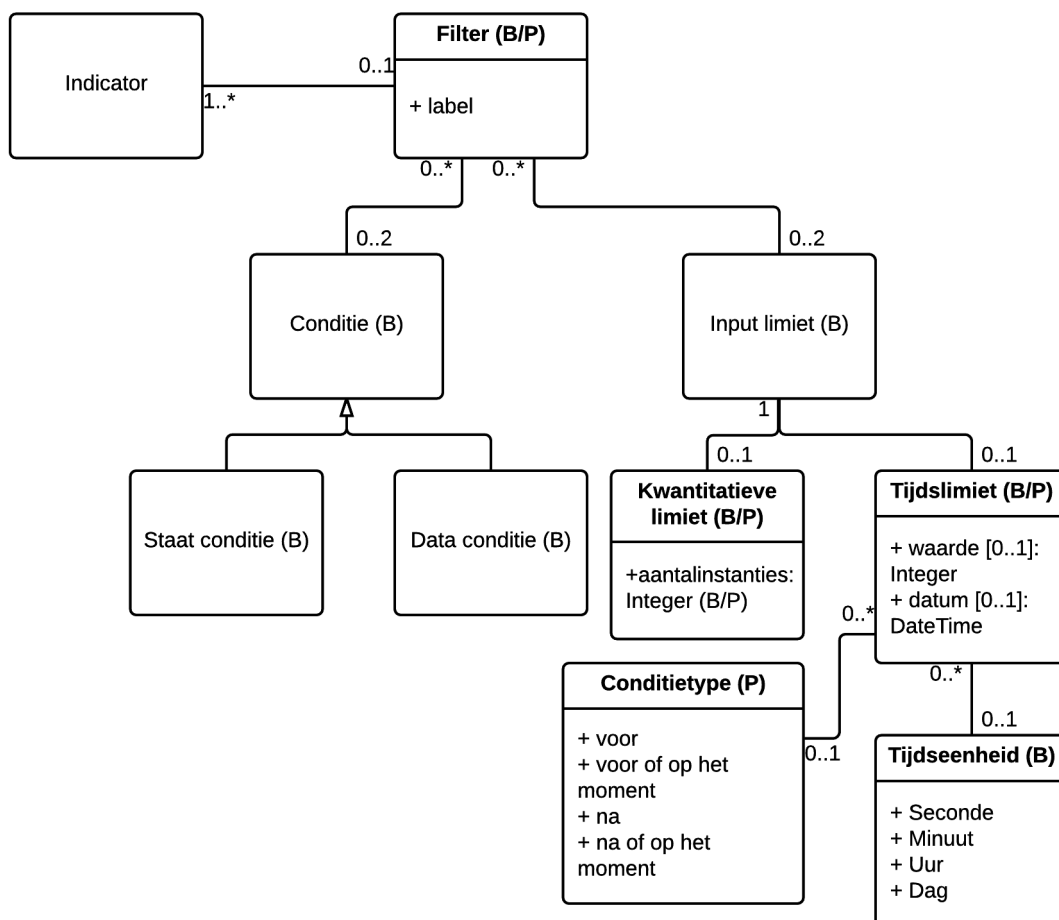 Filter (B/P)
Indicator
0..1
1..*
+ label
0..*
0..*
0..2
0..2
Conditie (B)
Input limiet (B)
1
0..1
0..1
Staat conditie (B)
Data conditie (B)
Kwantitatieve
limiet (B/P)
+aantalinstanties:
Integer (B/P)
Tijdslimiet (B/P)
+ waarde [0..1]:
Integer
+ datum [0..1]:
DateTime
0..*
0..*
0..1
0..1
Conditietype (P)
+ voor
+ voor of op het
moment
+ na
+ na of op het
moment
Tijdseenheid (B)
+ Seconde
+ Minuut
+ Uur
+ Dag